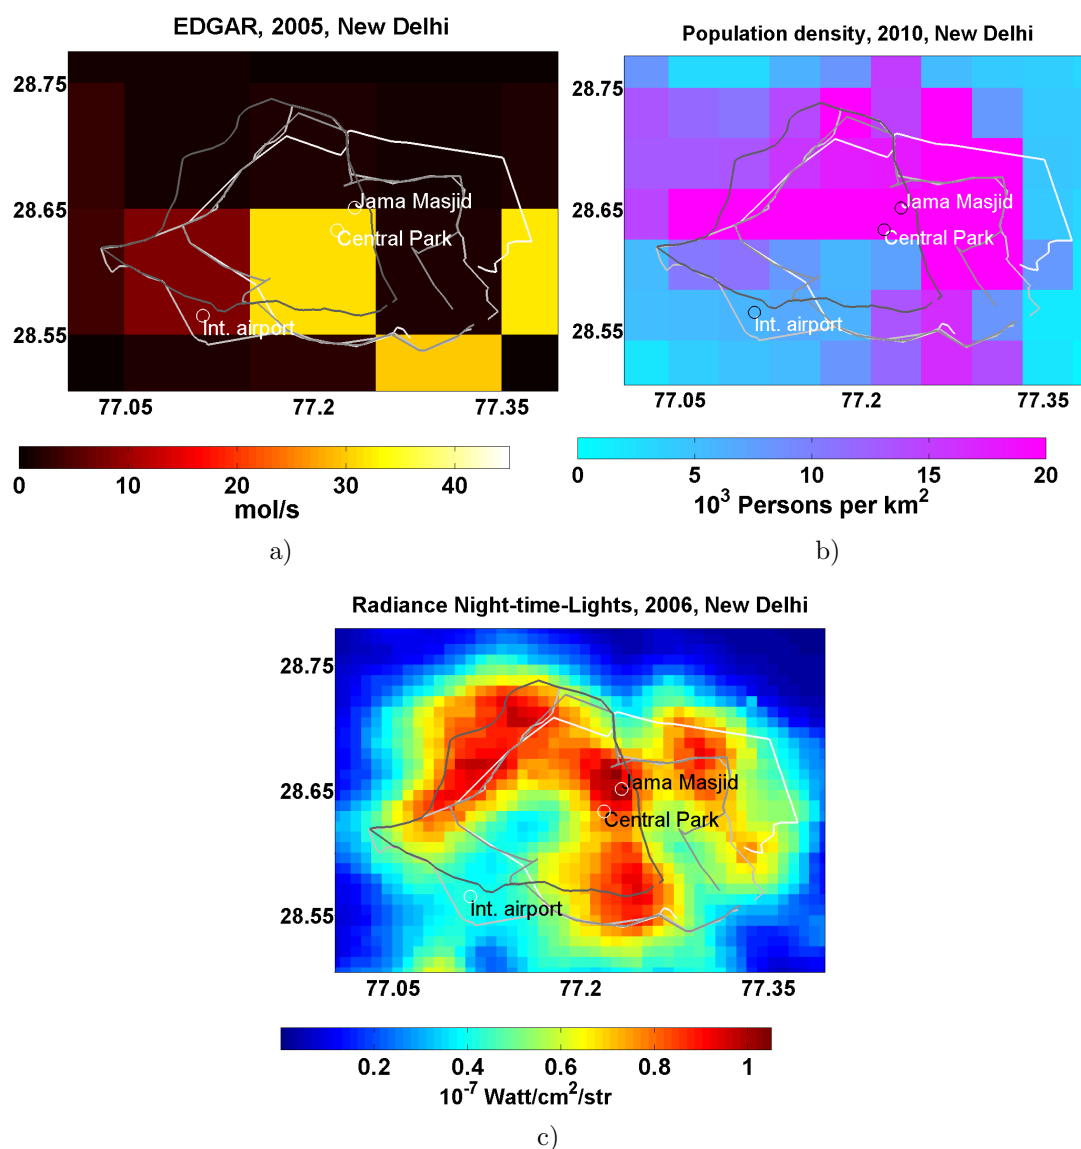 EDGAR, 2005, New Delhi
28.75
28.65
28.55
Jama Masjid
Central Park
Int. airport
77.05 77.2 77.35
0 10 20 30 40
mol/s
a)
Population density, 2010, New Delhi
28.75
28.65
28.55
Jama Masjid
Central Park
Int. airport
77.05 77.2 77.35
0 5 10 15 20
10³ Persons per km²
b)
Radiance Night-time-Lights, 2006, New Delhi
28.75
28.65
28.55
Jama Masjid
Central Park
Int. airport
77.05 77.2 77.35
0.2 0.4 0.6 0.8 1
10⁻⁷ Watt/cm²/str
c)